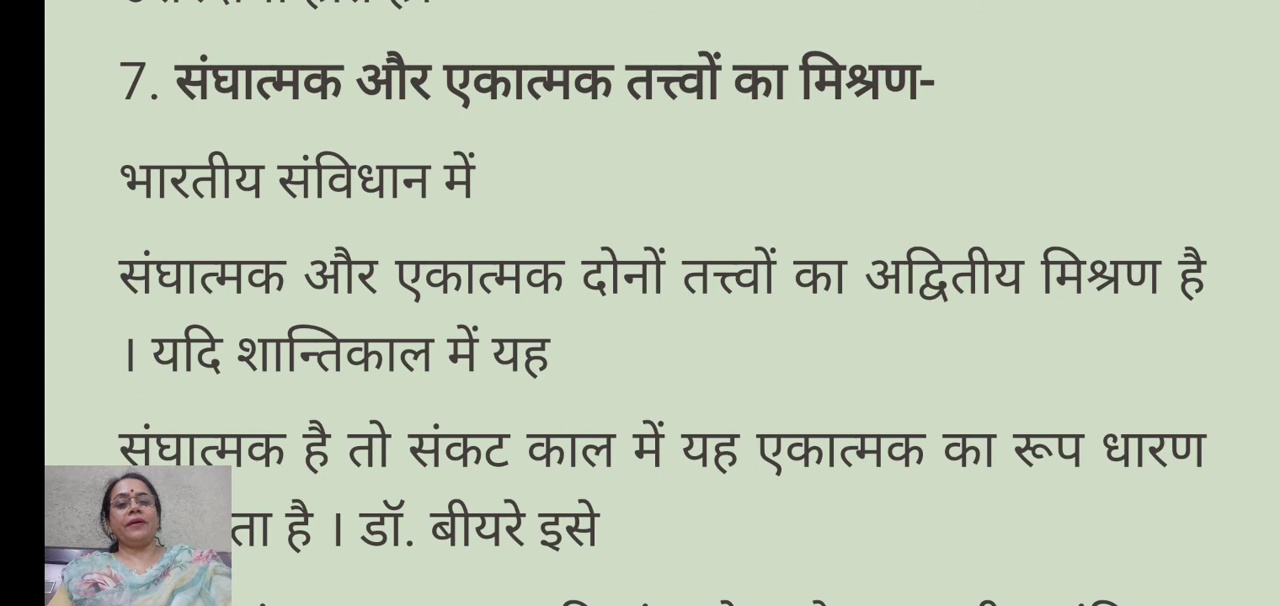 7. संघात्मक और एकात्मक तत्त्वों का मिश्रण-
भारतीय संविधान में
संघात्मक और एकात्मक दोनों तत्त्वों का अद्वितीय मिश्रण है
। यदि शान्तिकाल में यह
संघात्मक है तो संकट काल में यह एकात्मक का रूप धारण
है । डॉ. बीयरे इसे